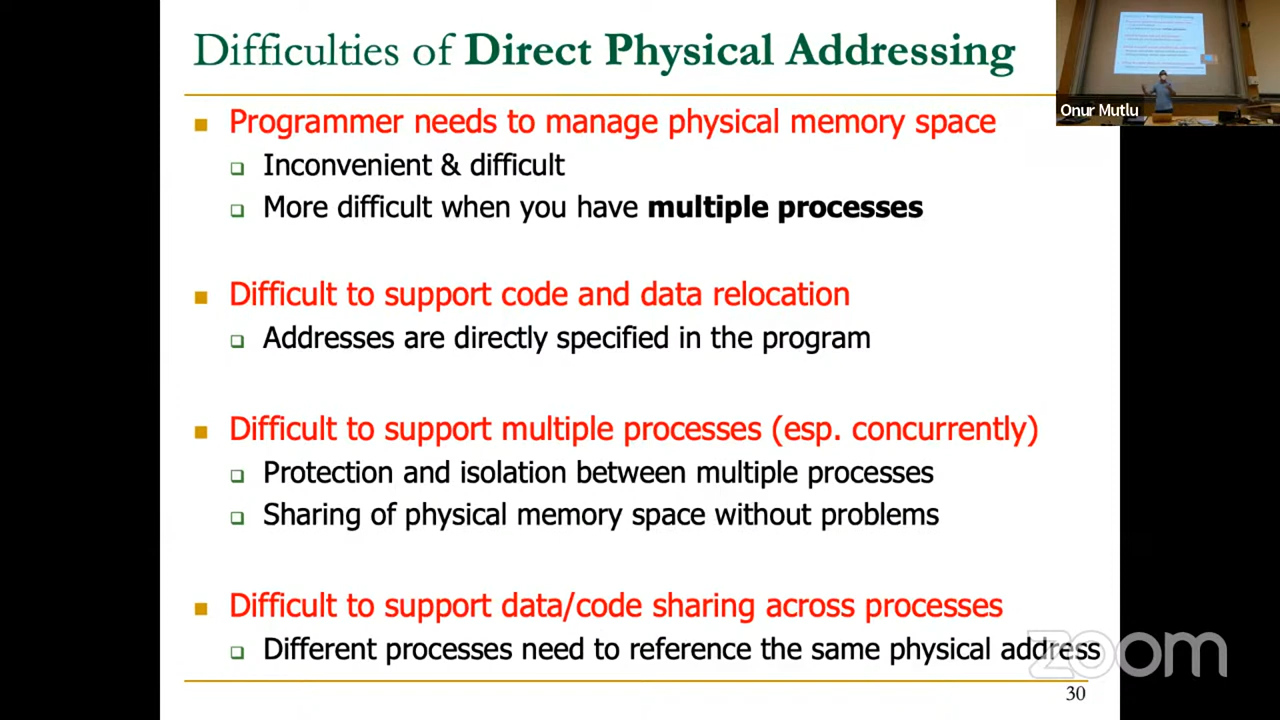 Difficulties of Direct Physical Addressing
Onur Mutlu
Programmer needs to manage physical memory space
Inconvenient & difficult
More difficult when you have multiple processes
Difficult to support code and data relocation
Addresses are directly specified in the program
Difficult to support multiple processes (esp. concurrently)
Protection and isolation between multiple processes
Sharing of physical memory space without problems
Difficult to support data/code sharing across processes
Different processes need to reference the same physical address
zoom
30